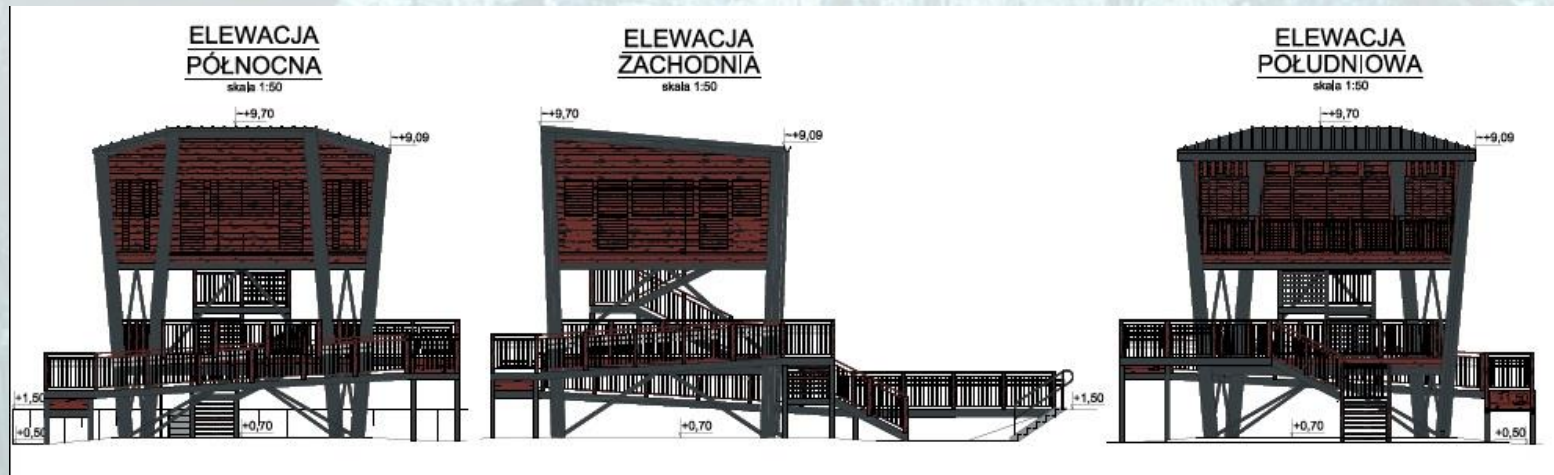 ELEWACJA
PÓŁNOCNA
skala 1:50
~+9,70
~+9,09
+1,50
+0,50
+0,70
ELEWACJA
ZACHODNIA
skala 1:50
~+9,70
~+9,09
+1,50
+0,70
ELEWACJA
POŁUDNIOWA
skala 1:50
~+9,70
~+9,09
+0,70
+0,50